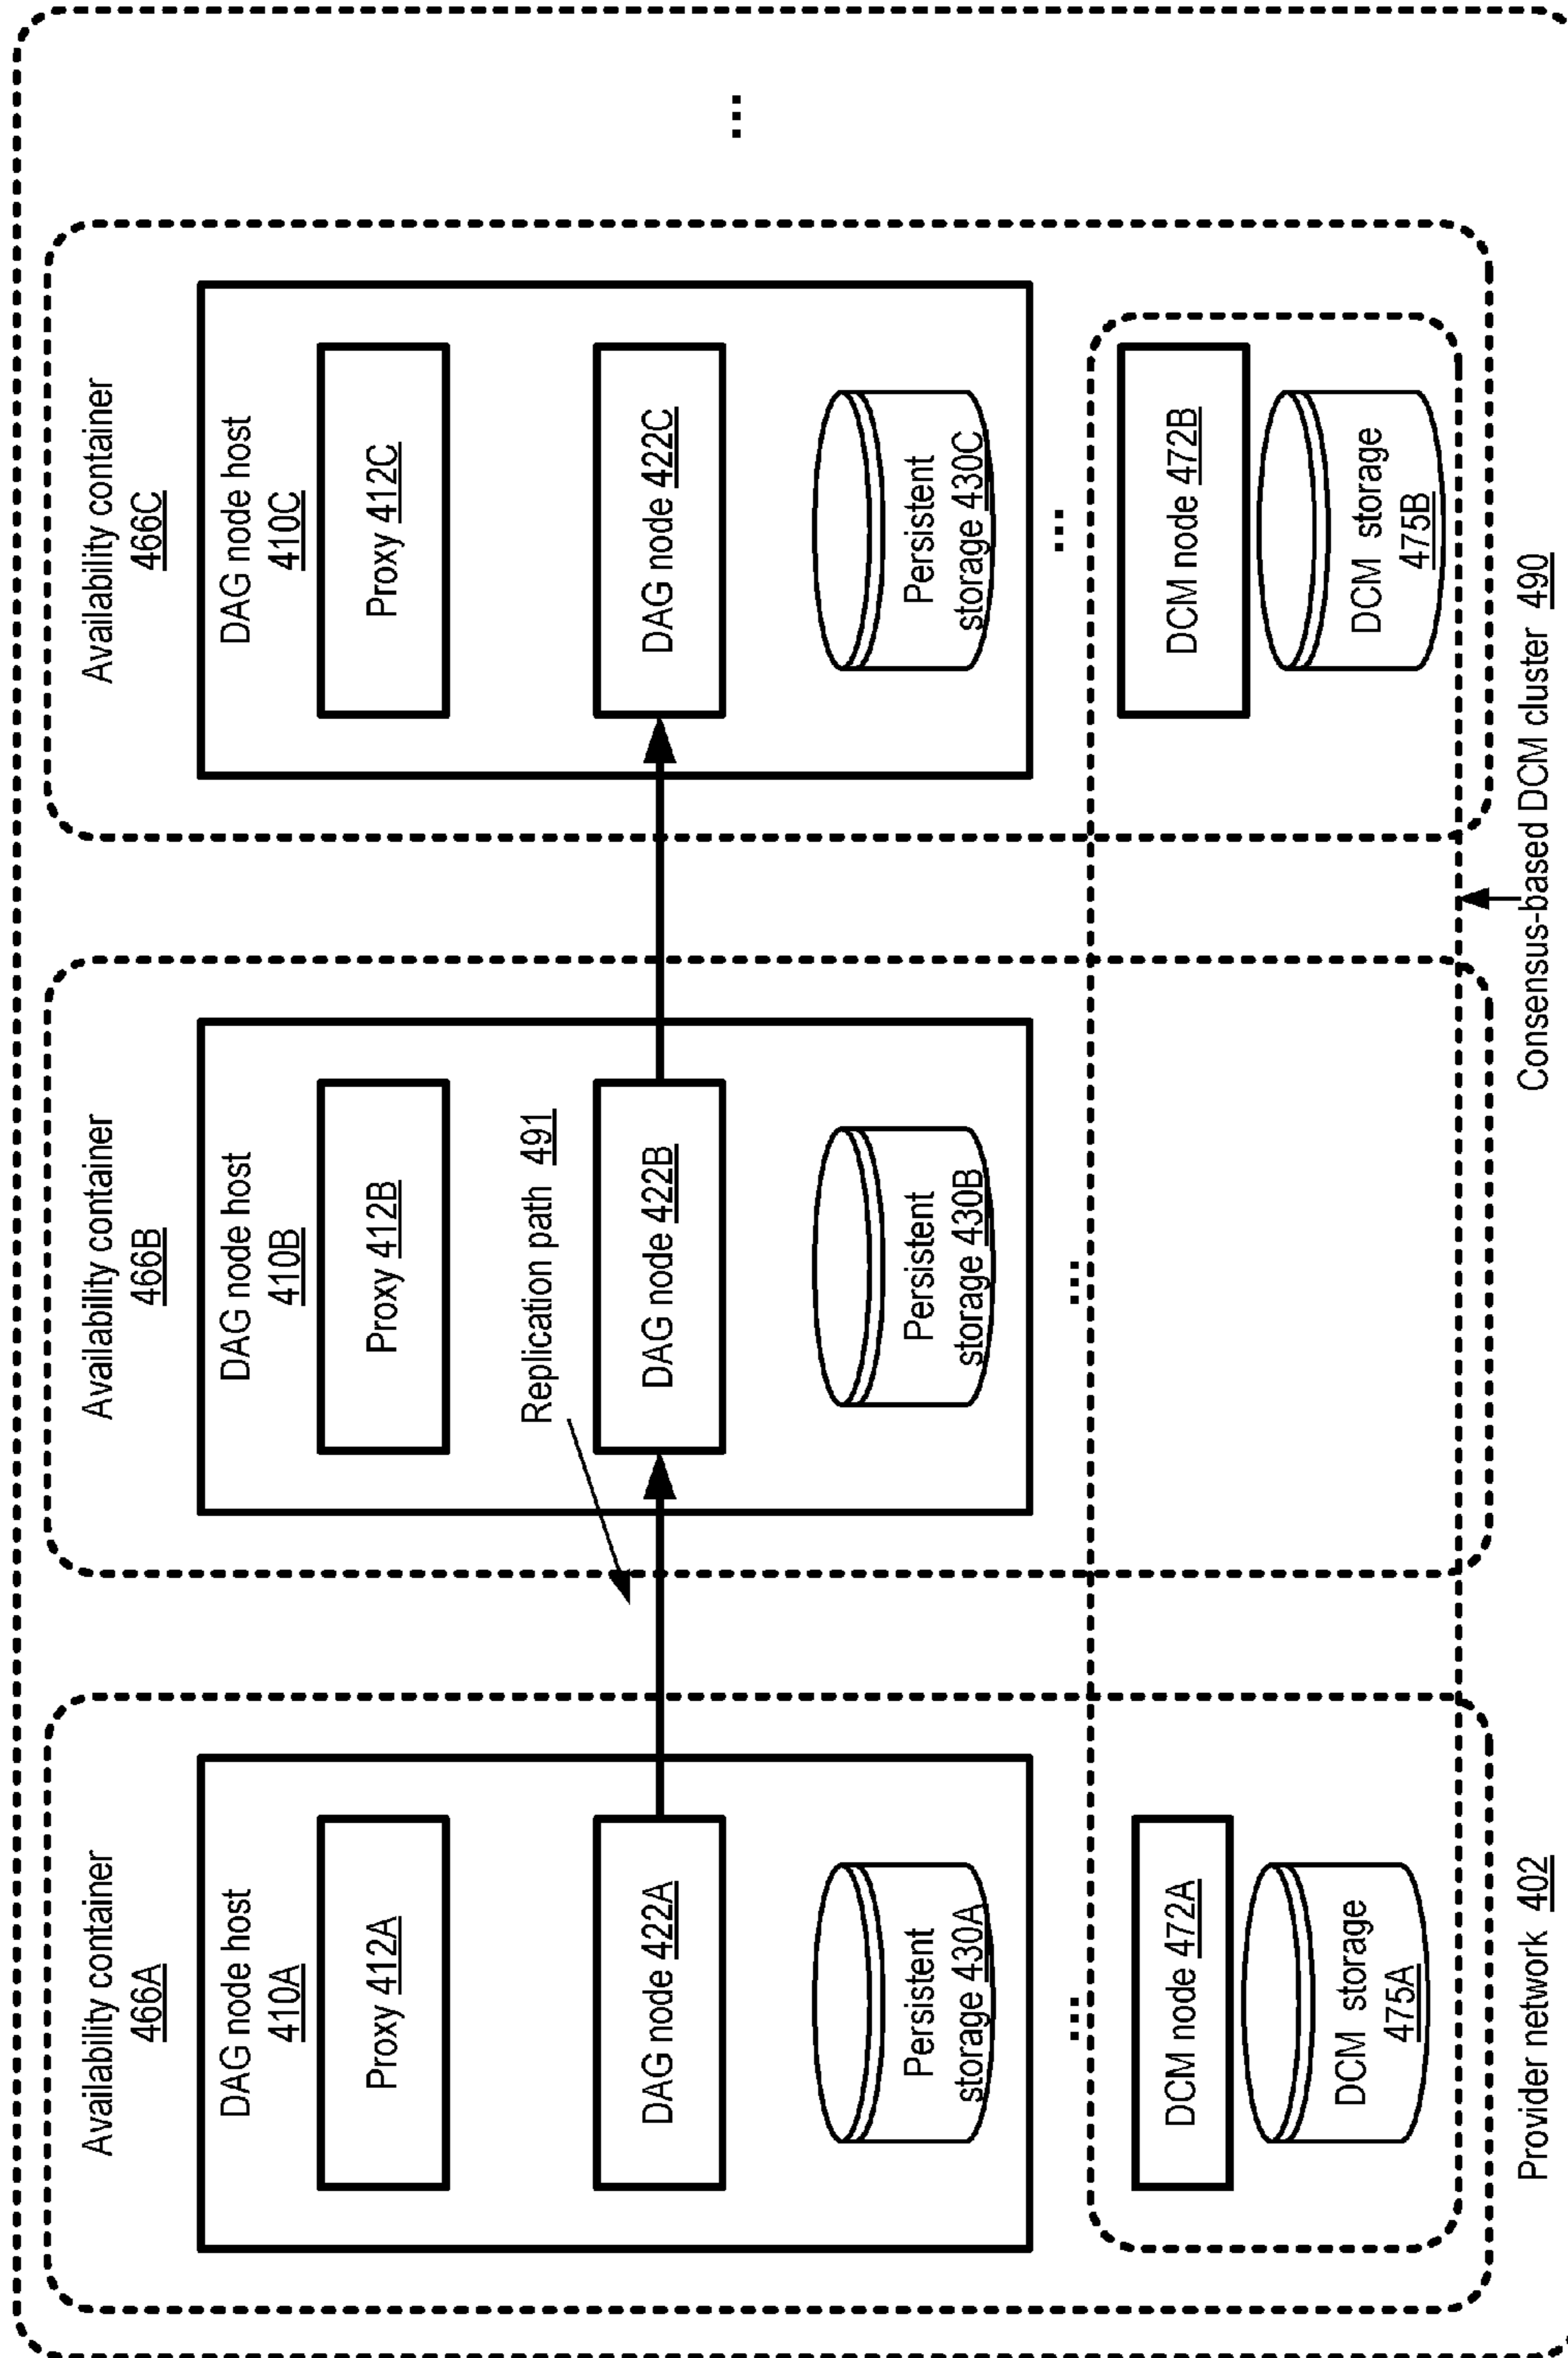 Availability container
466A
DAG node host
410A
Proxy 412A
DAG node 422A
Persistent
storage 430A
...
DCM node 472A
DCM storage
475A
Availability container
466B
DAG node host
410B
Proxy 412B
Replication path 491
DAG node 422B
Persistent
storage 430B
...
Availability container
466C
DAG node host
410C
Proxy 412C
DAG node 422C
Persistent
storage 430C
...
DCM node 472B
DCM storage
475B
...
Provider network 402
Consensus-based DCM cluster 490